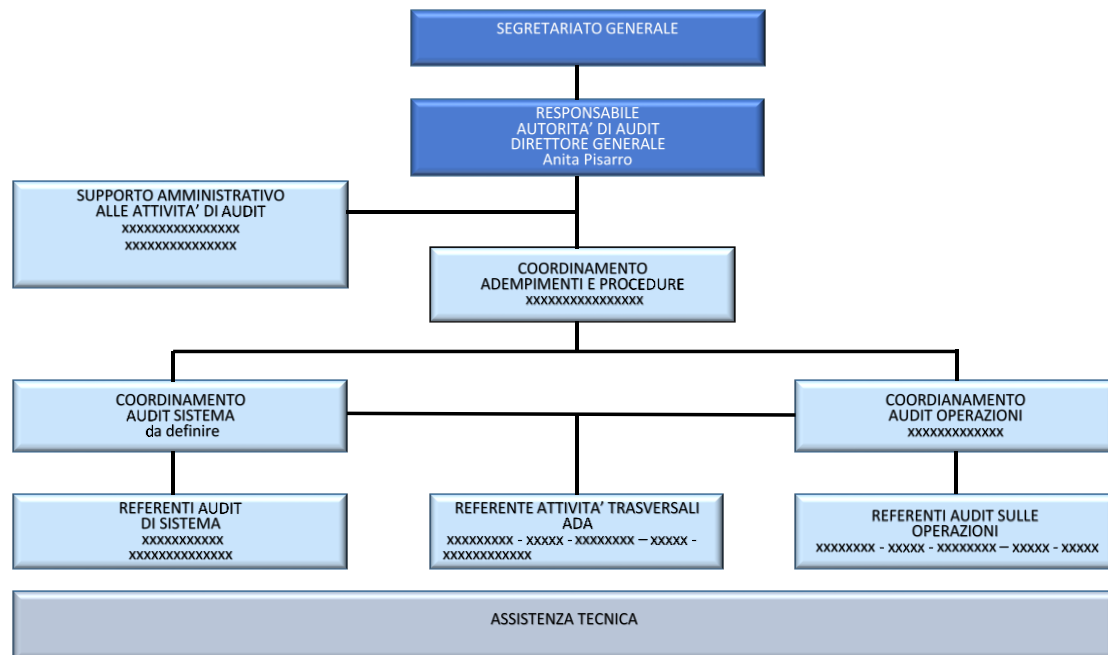 SEGRETARIATO GENERALE
RESPONSABILE
AUTORITA’ DI AUDIT
DIRETTORE GENERALE
Anita Pisarro
SUPPORTO AMMINISTRATIVO
ALLE ATTIVITA’ DI AUDIT
xxxxxxxxxxxxxxxx
xxxxxxxxxxxxxxx
COORDINAMENTO
ADEMPIMENTI E PROCEDURE
xxxxxxxxxxxxxxxx
COORDINAMENTO
AUDIT SISTEMA
da definire
COORDIANAMENTO
AUDIT OPERAZIONI
xxxxxxxxxxxxx
REFERENTI AUDIT
DI SISTEMA
xxxxxxxxxxx
xxxxxxxxxxxxxx
REFERENTE ATTIVITA’ TRASVERSALI
ADA
xxxxxxxxx - xxxxx - xxxxxxxx – xxxxx -
xxxxxxxxxxxx
REFERENTI AUDIT SULLE
OPERAZIONI
xxxxxxxx - xxxxx - xxxxxxxx – xxxxx - xxxxx
ASSISTENZA TECNICA